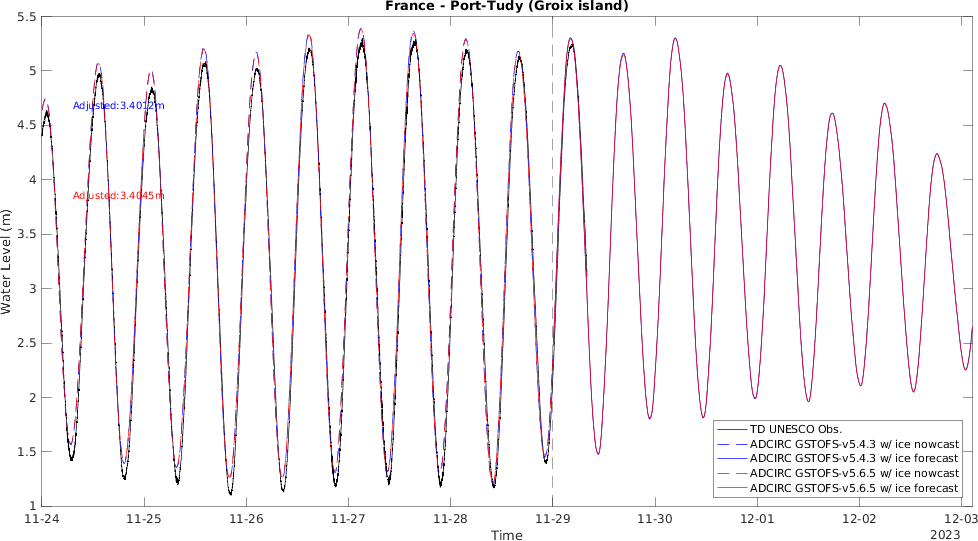 France - Port-Tudy (Groix island)
5.5
5
4.5
4
3.5
3
2.5
2
1.5
1
Water Level (m)
Adjusted:3.4012m
Adjusted:3.4045m
TD UNESCO Obs.
ADCIRC GSTOFS-v5.4.3 w/ ice nowcast
ADCIRC GSTOFS-v5.4.3 w/ ice forecast
ADCIRC GSTOFS-v5.6.5 w/ ice nowcast
ADCIRC GSTOFS-v5.6.5 w/ ice forecast
11-24 11-25 11-26 11-27 11-28 11-29 11-30 12-01 12-02 12-03
Time
2023